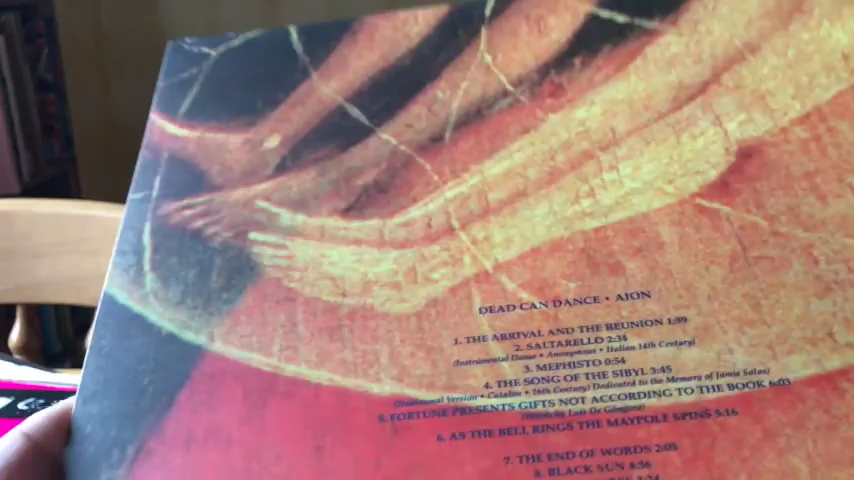 DEAD CAN DANCE • AION
1. THE ARRIVAL AND THE REUNION 1:39
2. SALTARELLO 2:34
(Instrumental Dance • Anonymous • Italian 14th Century)
3. MEPHISTO 0:54
4. THE SONG OF THE SIBYL 3:45
(Devotional Version • Catalan • 16th Century) Dedicated to the Memory of Jamis Salas)
5. FORTUNE PRESENTS GIFTS NOT ACCORDING TO THE BOOK 6:03
by Luis De Góngora)
6. AS THE BELL RINGS THE MAYPOLE SPINS 5:16
7. THE END OF WORDS 2:05
8. BLACK SUN 4:56